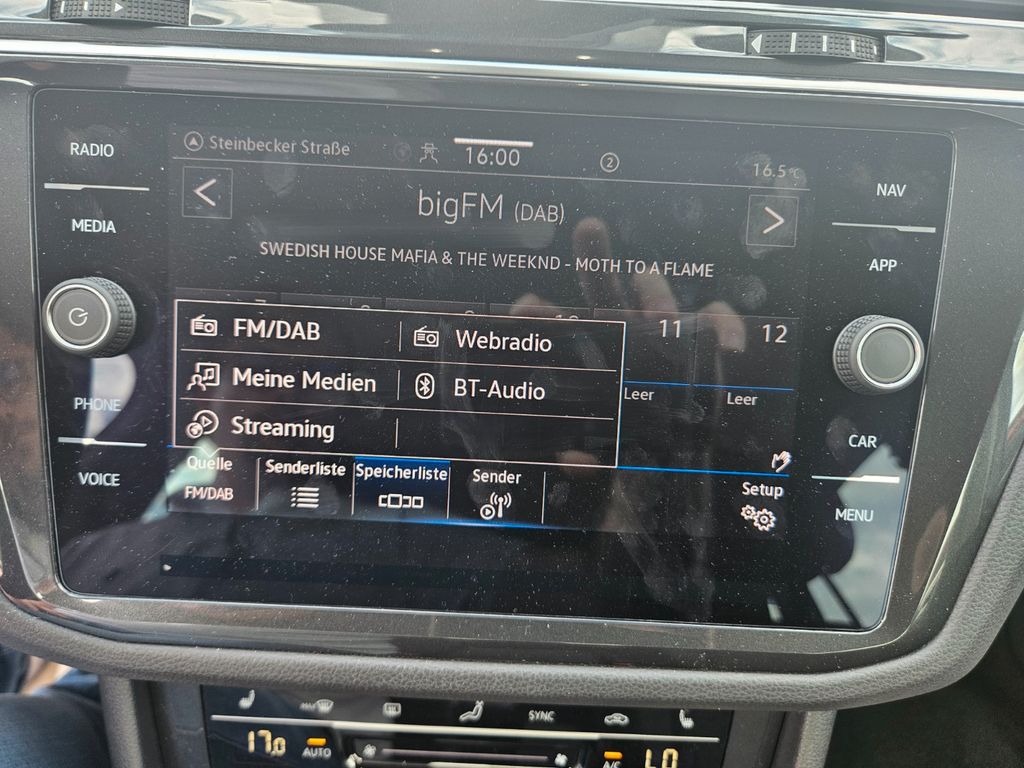 RADIO
MEDIA
PHONE
VOICE
Steinbecker Straße
16:00
2
16.5°C
bigFM (DAB)
SWEDISH HOUSE MAFIA & THE WEEKND - MOTH TO A FLAME
11
12
Leer
Leer
FM/DAB
Webradio
Meine Medien
BT-Audio
Streaming
Quelle
FM/DAB
Senderliste
Speicherliste
Sender
Setup
NAV
APP
CAR
MENU
SYNC
17.0
AUTO
A/C
LO